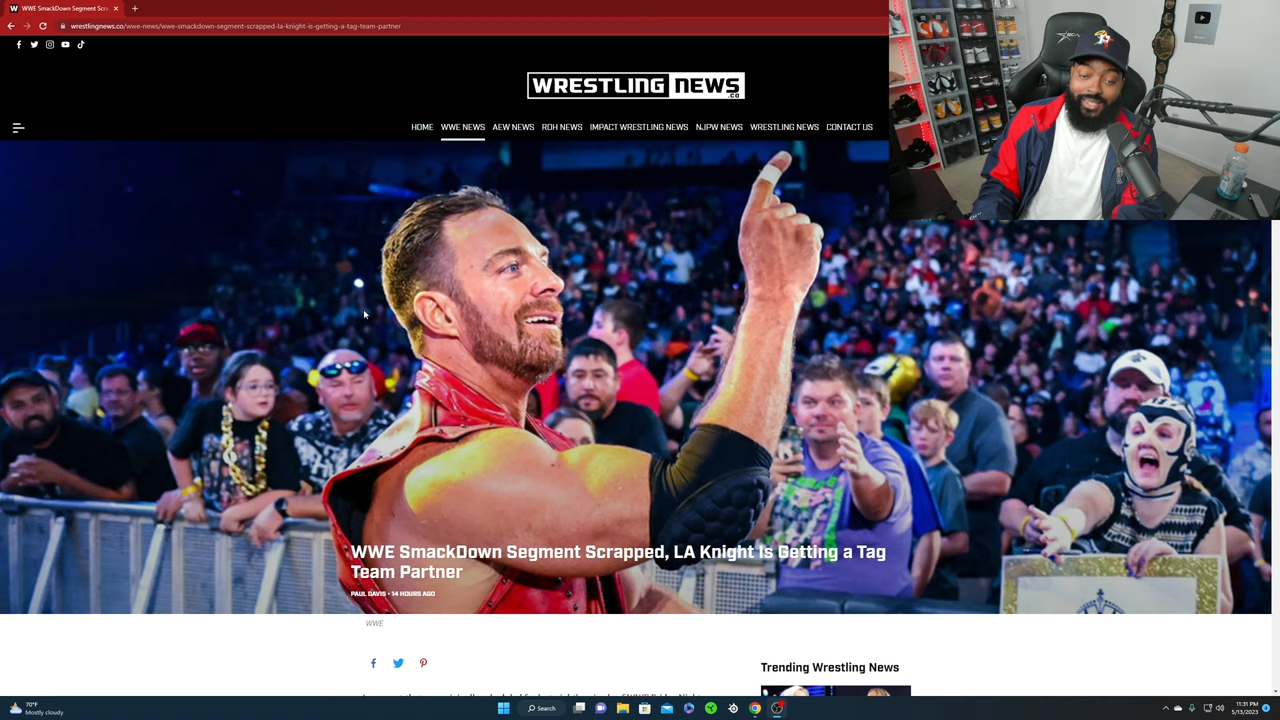 WWE SmackDown Segment Scra
wrestlingnews.co/wwe-news/wwe-smackdown-segment-scrapped-la-knight-is-getting-a-tag-team-partner
WRESTLING NEWS
.CO
HOME WWE NEWS AEW NEWS ROH NEWS IMPACT WRESTLING NEWS NJPW NEWS WRESTLING NEWS CONTACT US
WWE SmackDown Segment Scrapped, LA Knight Is Getting a Tag
Team Partner
PAUL DAVIS • 14 HOURS AGO
WWE
Trending Wrestling News
70°F
Mostly cloudy
Search
11:31 PM
5/13/2023